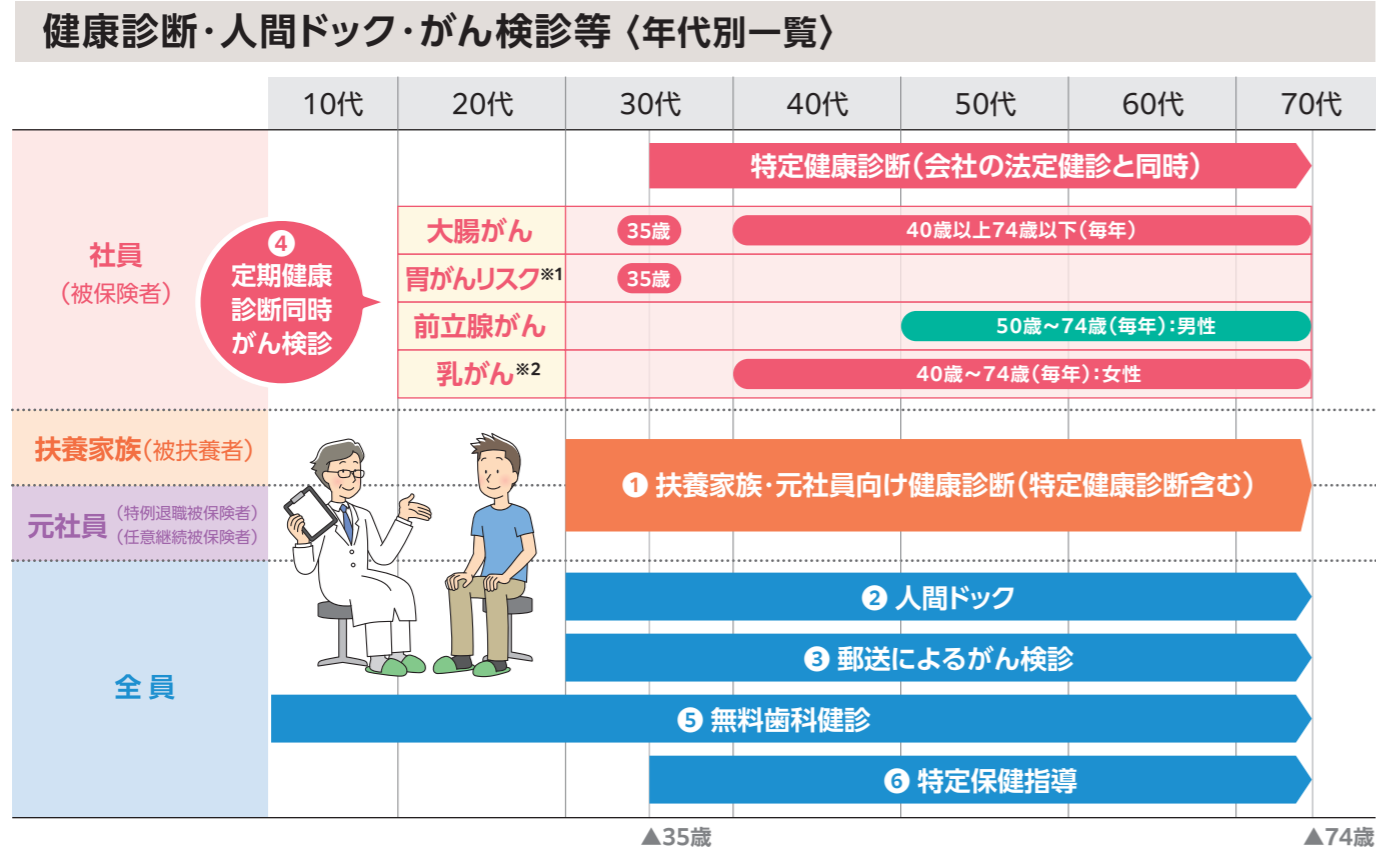 健康診断・人間ドック・がん検診等〈年代別一覧〉
10代 20代 30代 40代 50代 60代 70代
社員
（被保険者）
特定健康診断（会社の法定健診と同時）
❹
定期健康
診断同時
がん検診
大腸がん 35歳 40歳以上74歳以下（毎年）
胃がんリスク※1 35歳
前立腺がん 50歳～74歳（毎年）：男性
乳がん※2 40歳～74歳（毎年）：女性
扶養家族（被扶養者）
元社員（特例退職被保険者）
（任意継続被保険者）
❶ 扶養家族・元社員向け健康診断（特定健康診断含む）
全員
❷ 人間ドック
❸ 郵送によるがん検診
❺ 無料歯科健診
❻ 特定保健指導
▲35歳 ▲74歳